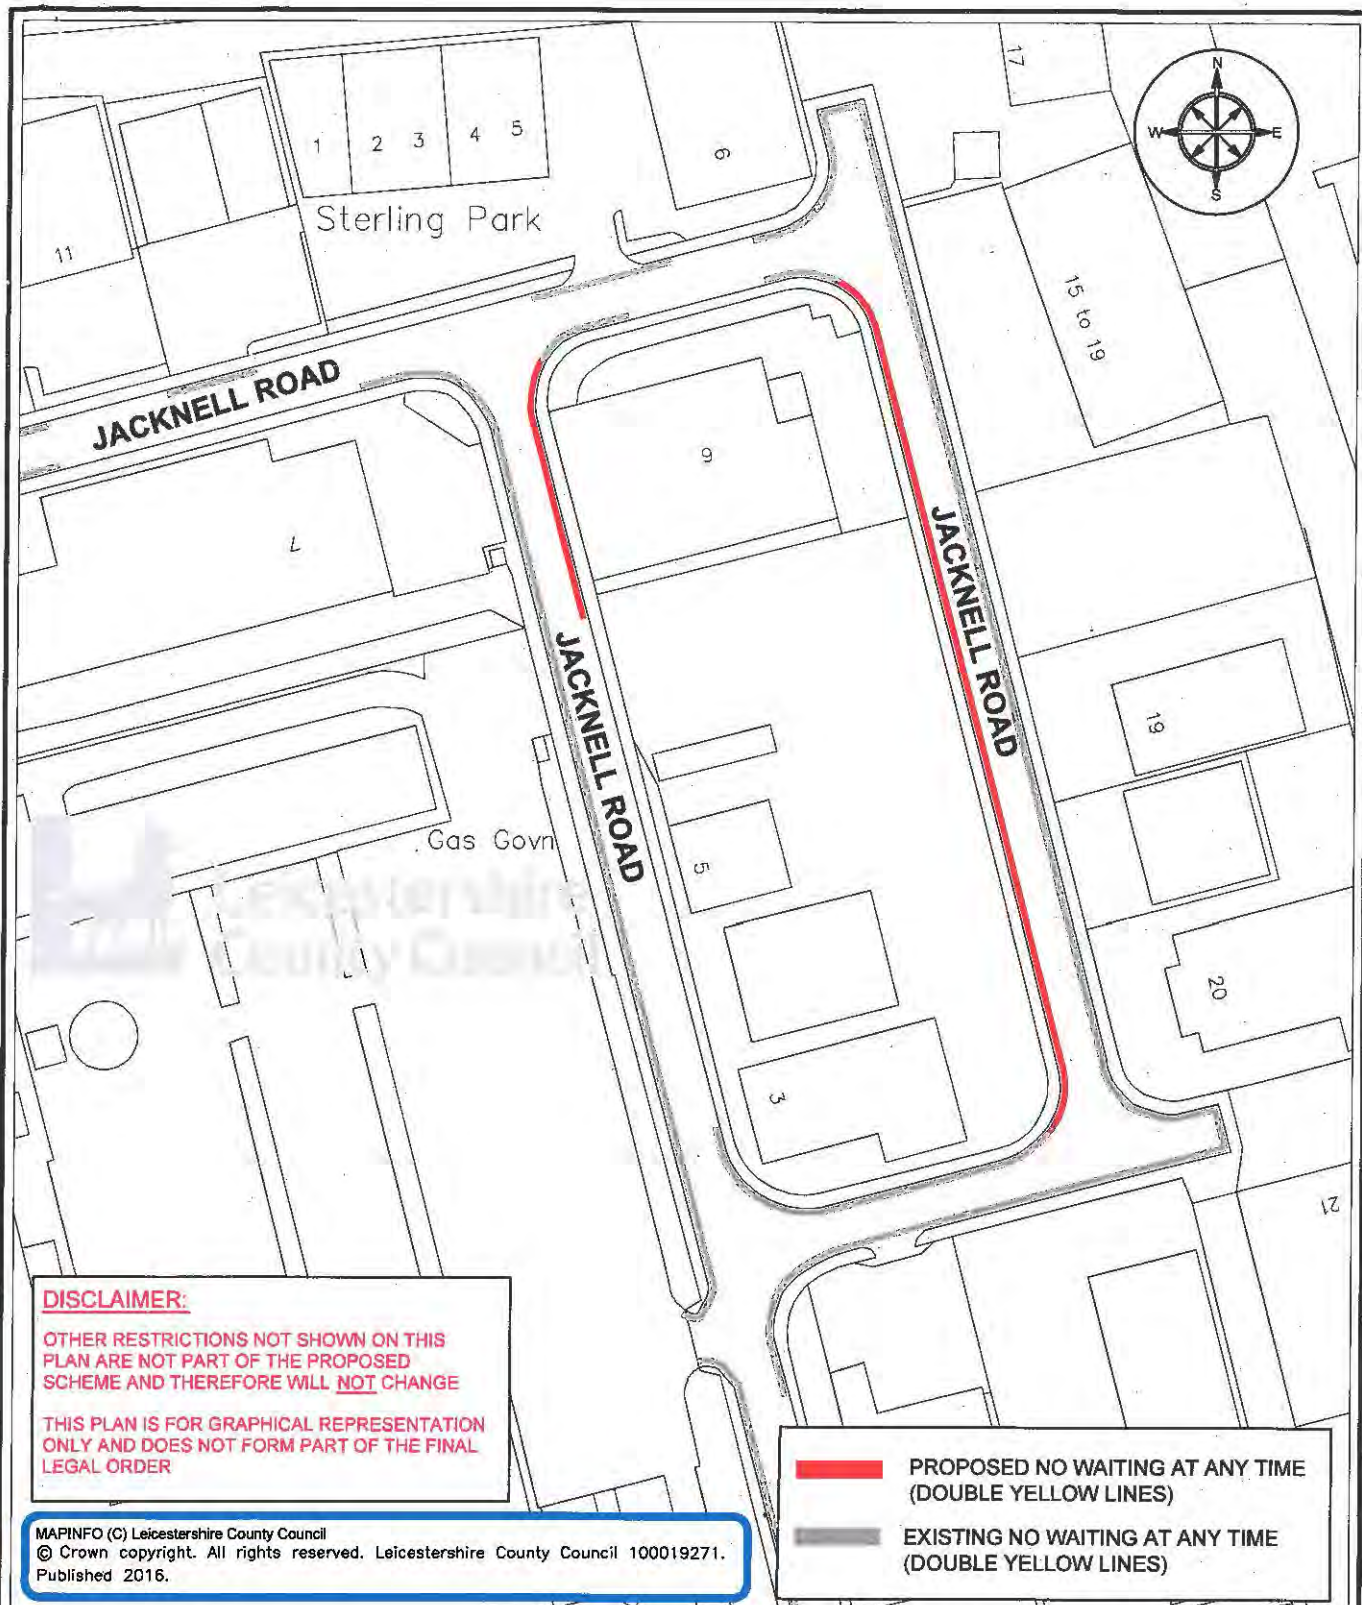 N
W E
S
17
1
2 3
4 5
6
Sterling Park
11
15 to 19
JACKNELL ROAD
9
7
JACKNELL ROAD
JACKNELL ROAD
19
5
Gas Govn
Leicestershire
County Council
20
3
21
DISCLAIMER:
OTHER RESTRICTIONS NOT SHOWN ON THIS
PLAN ARE NOT PART OF THE PROPOSED
SCHEME AND THEREFORE WILL NOT CHANGE
THIS PLAN IS FOR GRAPHICAL REPRESENTATION
ONLY AND DOES NOT FORM PART OF THE FINAL
LEGAL ORDER
PROPOSED NO WAITING AT ANY TIME
(DOUBLE YELLOW LINES)
EXISTING NO WAITING AT ANY TIME
(DOUBLE YELLOW LINES)
MAPINFO (C) Leicestershire County Council
© Crown copyright. All rights reserved. Leicestershire County Council 100019271.
Published 2016.